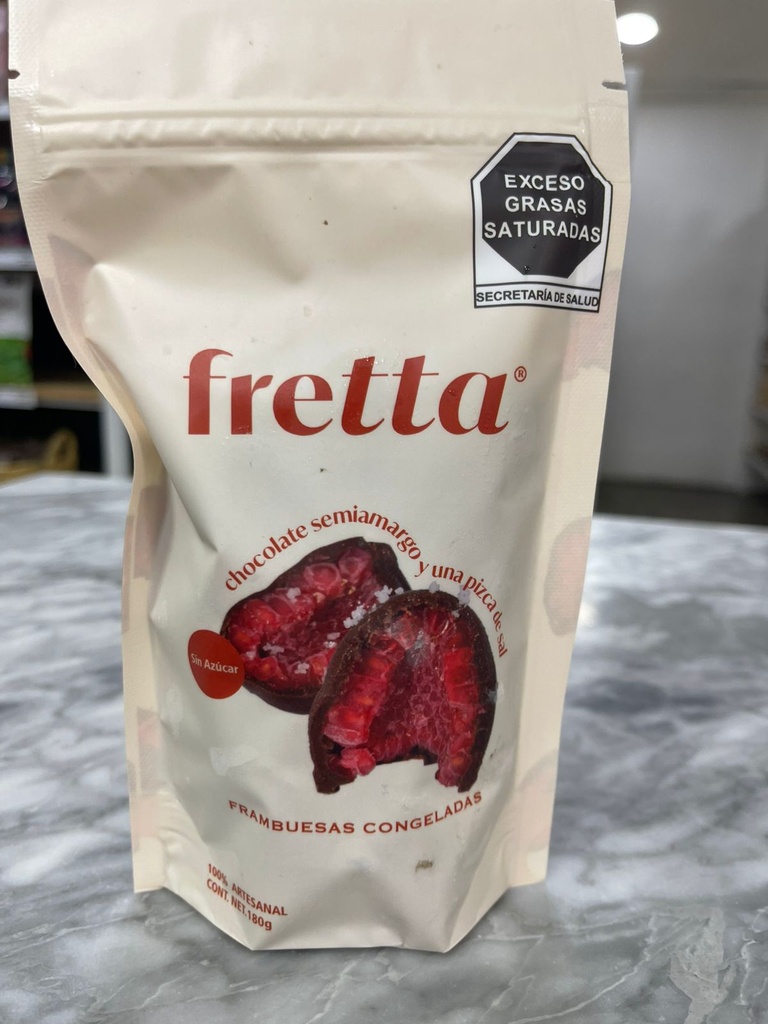 EXCESO
GRASAS
SATURADAS
SECRETARÍA DE SALUD
fretta®
chocolate semiamargo y una pizca de sal
Sin Azúcar
FRAMBUESAS CONGELADAS
100% ARTESANAL
CONT. NET.180g